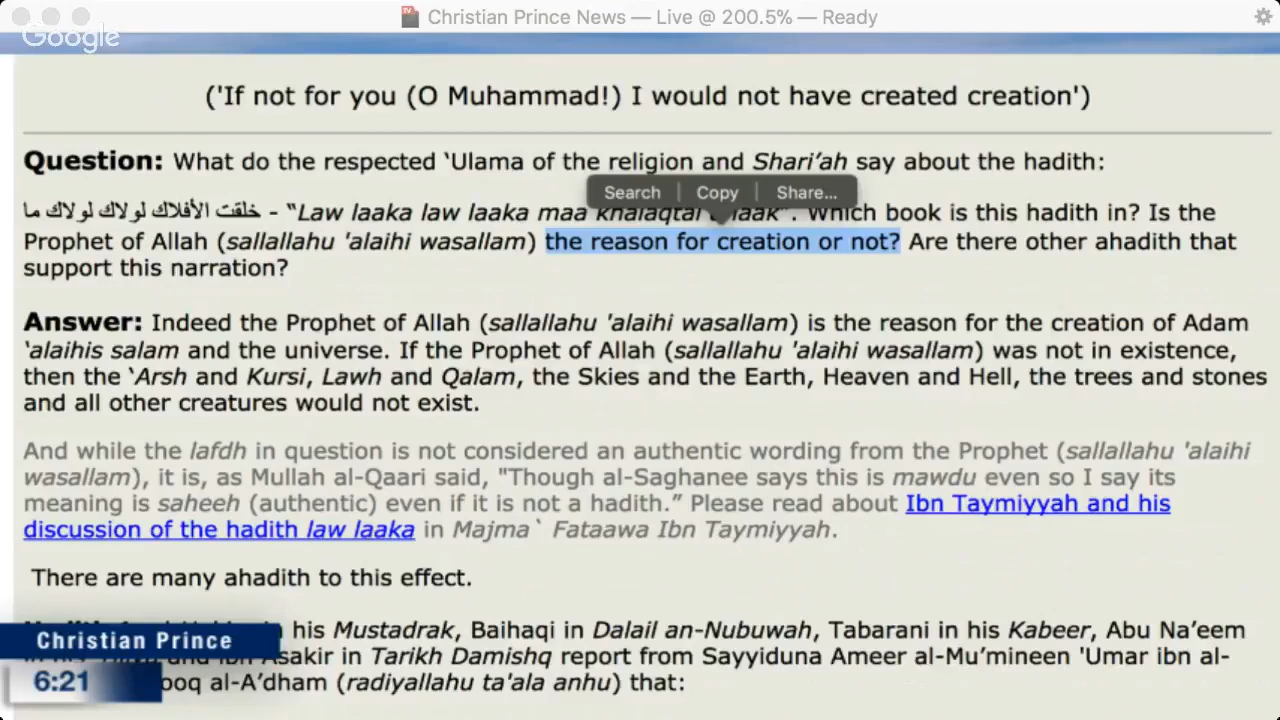 Christian Prince News — Live @ 200.5% — Ready
Google
('If not for you (O Muhammad!) I would not have created creation')
Question: What do the respected ‘Ulama of the religion and Shari’ah say about the hadith:
Search Copy Share...
خلقت الأفلاك لولاك لولاك ما - “Law laaka law laaka maa khalaqtal Which book is this hadith in? Is the
Prophet of Allah (sallallahu 'alaihi wasallam) the reason for creation or not? Are there other ahadith that
support this narration?
Answer: Indeed the Prophet of Allah (sallallahu 'alaihi wasallam) is the reason for the creation of Adam
‘alaihis salam and the universe. If the Prophet of Allah (sallallahu 'alaihi wasallam) was not in existence,
then the ‘Arsh and Kursi, Lawh and Qalam, the Skies and the Earth, Heaven and Hell, the trees and stones
and all other creatures would not exist.
And while the lafdh in question is not considered an authentic wording from the Prophet (sallallahu 'alaihi
wasallam), it is, as Mullah al-Qaari said, "Though al-Saghanee says this is mawdu even so I say its
meaning is saheeh (authentic) even if it is not a hadith.” Please read about Ibn Taymiyyah and his
discussion of the hadith law laaka in Majma` Fataawa Ibn Taymiyyah.
There are many ahadith to this effect.
his Mustadrak, Baihaqi in Dalail an-Nubuwah, Tabarani in his Kabeer, Abu Na’eem
and Ibn Asakir in Tarikh Damishq report from Sayyiduna Ameer al-Mu’mineen 'Umar ibn al-
ooq al-A’dham (radiyallahu ta'ala anhu) that:
Christian Prince
6:21